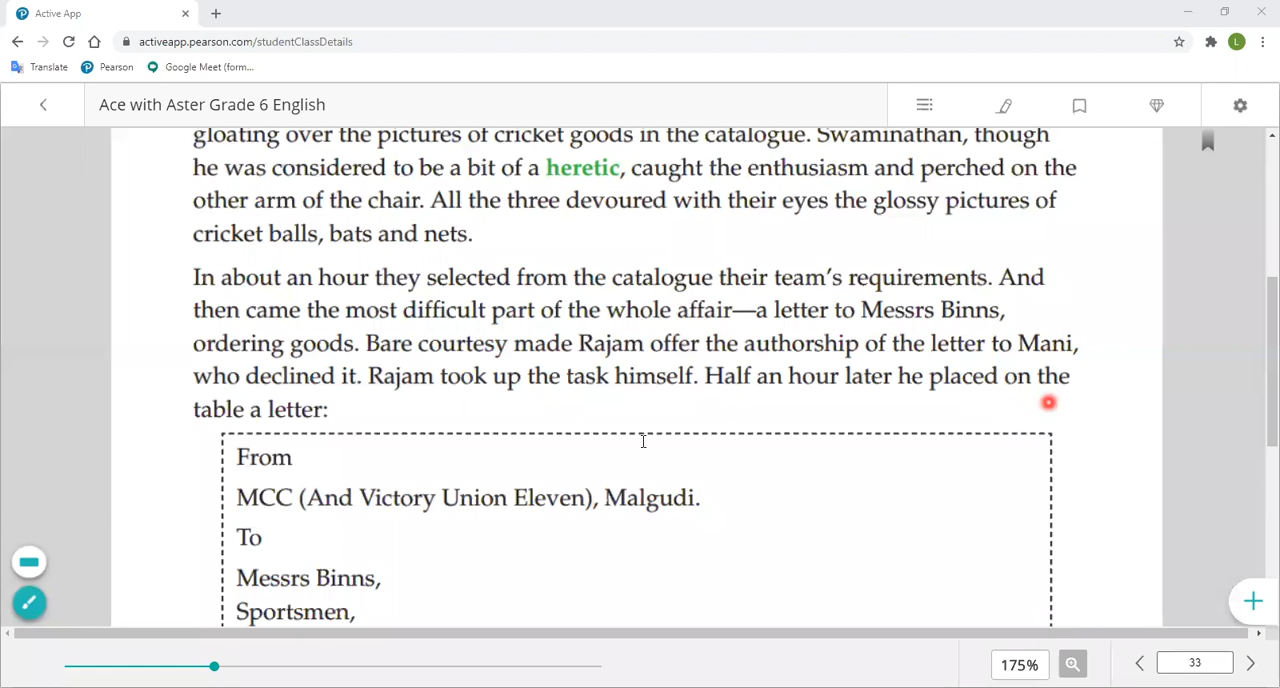 Active App
activeapp.pearson.com/studentClassDetails
L
Translate
Pearson
Google Meet (form...
Ace with Aster Grade 6 English
gloating over the pictures of cricket goods in the catalogue. Swaminathan, though
he was considered to be a bit of a heretic, caught the enthusiasm and perched on the
other arm of the chair. All the three devoured with their eyes the glossy pictures of
cricket balls, bats and nets.
In about an hour they selected from the catalogue their team's requirements. And
then came the most difficult part of the whole affair—a letter to Messrs Binns,
ordering goods. Bare courtesy made Rajam offer the authorship of the letter to Mani,
who declined it. Rajam took up the task himself. Half an hour later he placed on the
table a letter:
From
MCC (And Victory Union Eleven), Malgudi.
To
Messrs Binns,
Sportsmen,
175%
33